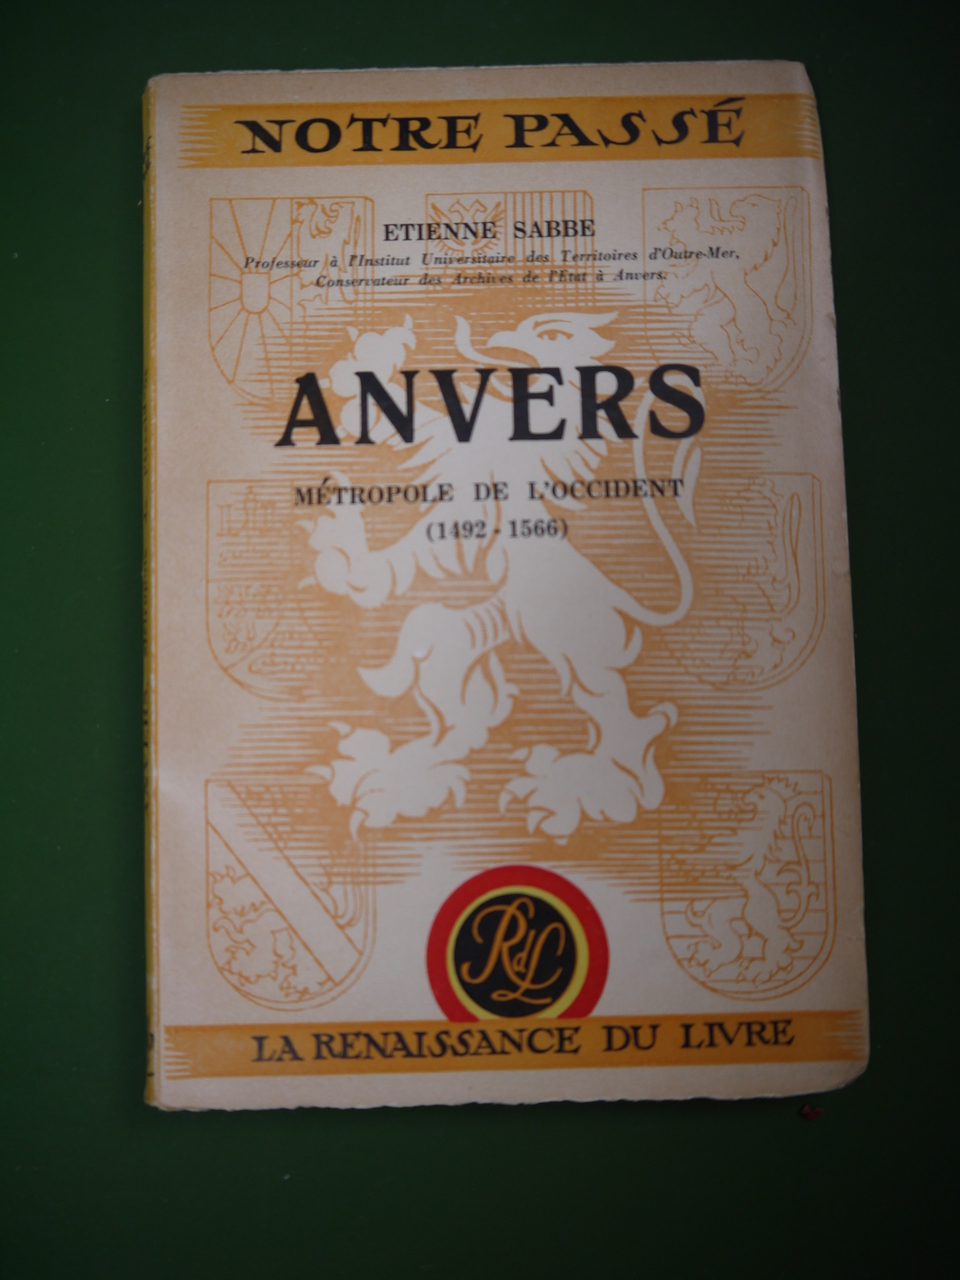 NOTRE PASSÉ
ETIENNE SABBE
Professeur à l'Institut Universitaire des Territoires d'Outre-Mer,
Conservateur des Archives de l'Etat à Anvers.
ANVERS
MÉTROPOLE DE L'OCCIDENT
(1492 - 1566)
RdL
LA RENAISSANCE DU LIVRE